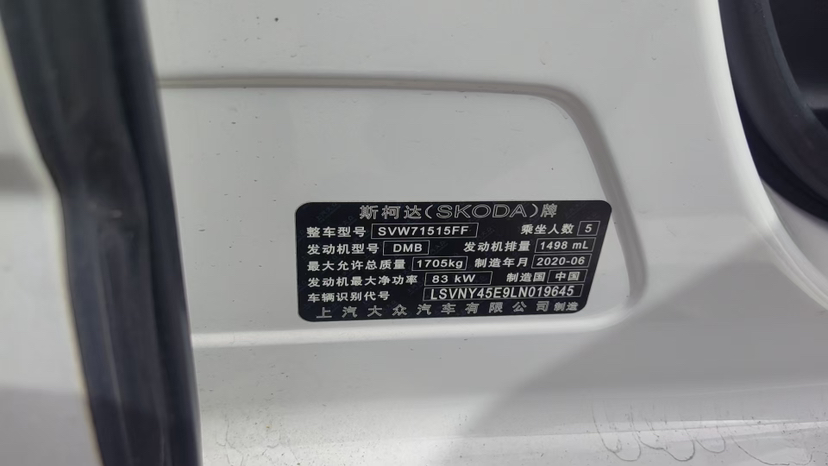 斯柯达(SKODA)牌
整车型号 SVW71515FF 乘坐人数 5
发动机型号 DMB 发动机排量 1498 mL
最大允许总质量 1705kg 制造年月 2020-06
发动机最大净功率 83 kW 制造国 中国
车辆识别代号 LSVNY45E9LN019645
上汽大众汽车有限公司 制造